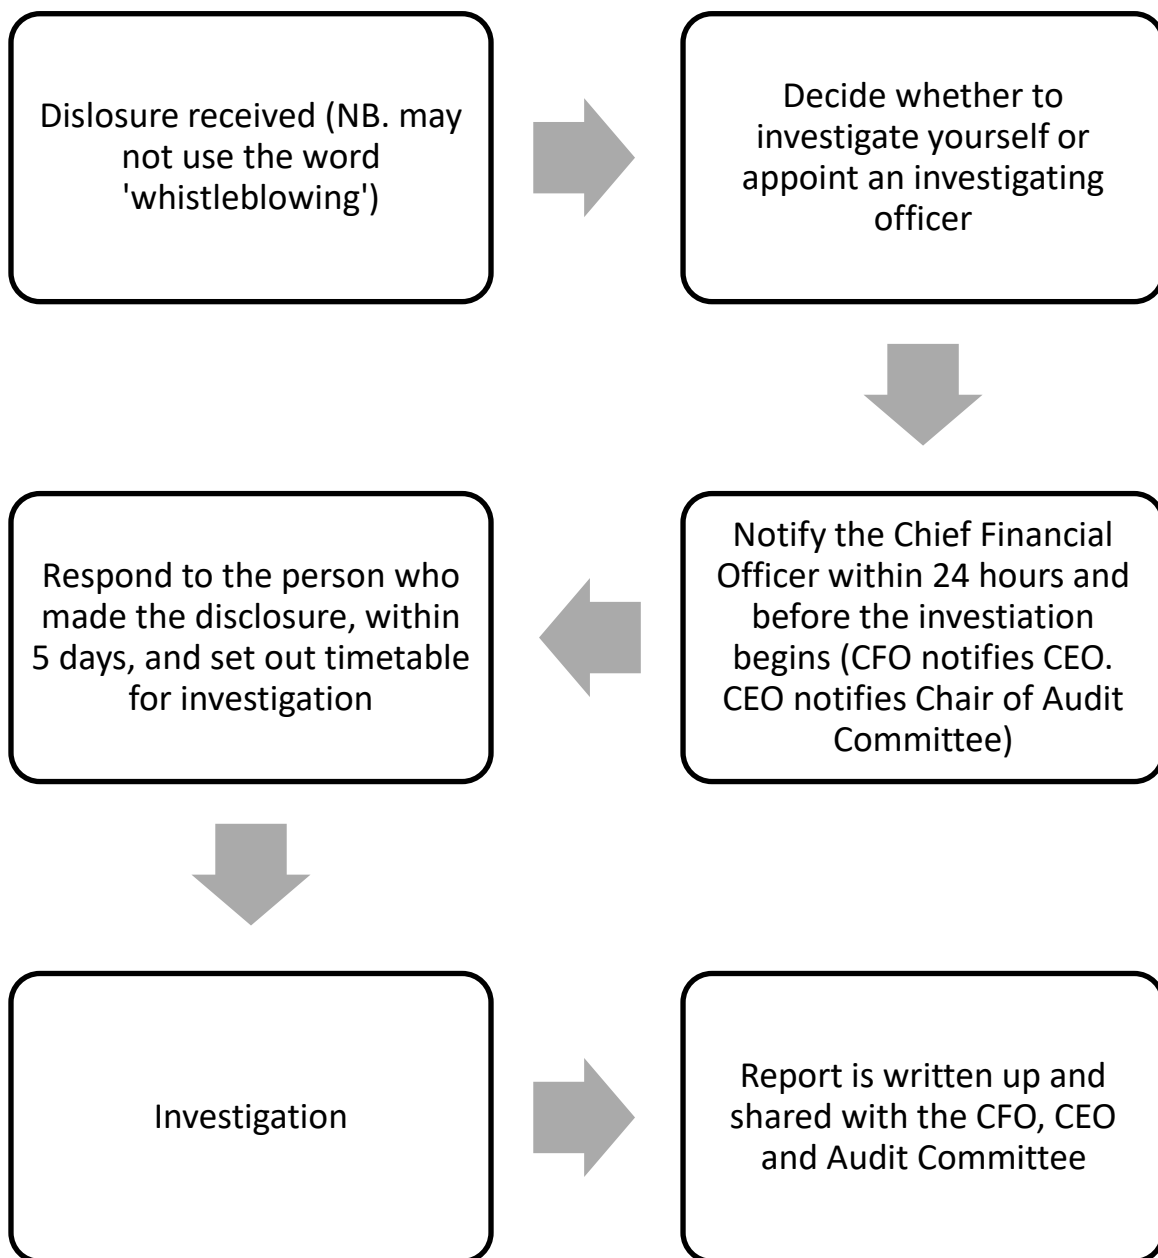 Dislosure received (NB. may
not use the word
'whistleblowing')
Decide whether to
investigate yourself or
appoint an investigating
officer
Notify the Chief Financial
Officer within 24 hours and
before the investiation
begins (CFO notifies CEO.
CEO notifies Chair of Audit
Committee)
Respond to the person who
made the disclosure, within
5 days, and set out timetable
for investigation
Investigation
Report is written up and
shared with the CFO, CEO
and Audit Committee